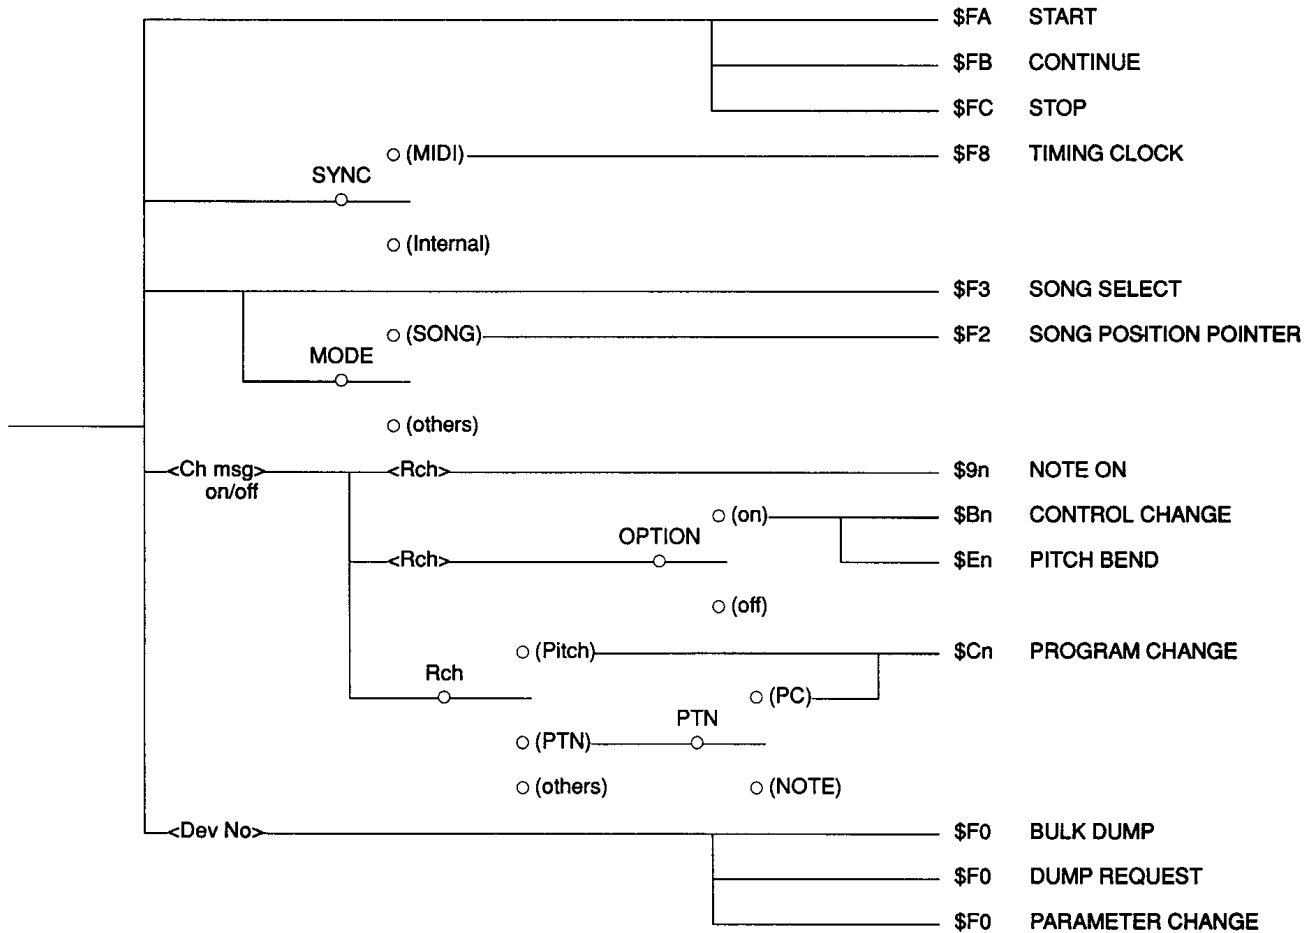 $FA START
$FB CONTINUE
$FC STOP
(MIDI) $F8 TIMING CLOCK
SYNC
(Internal)
$F3 SONG SELECT
(SONG) $F2 SONG POSITION POINTER
MODE
(others)
<Ch msg> <Rch> $9n NOTE ON
on/off
(on) $Bn CONTROL CHANGE
OPTION
<Rch> $En PITCH BEND
(off)
(Pitch) $Cn PROGRAM CHANGE
Rch
(PC)
PTN
(PTN)
(others) (NOTE)
<Dev No> $F0 BULK DUMP
$F0 DUMP REQUEST
$F0 PARAMETER CHANGE